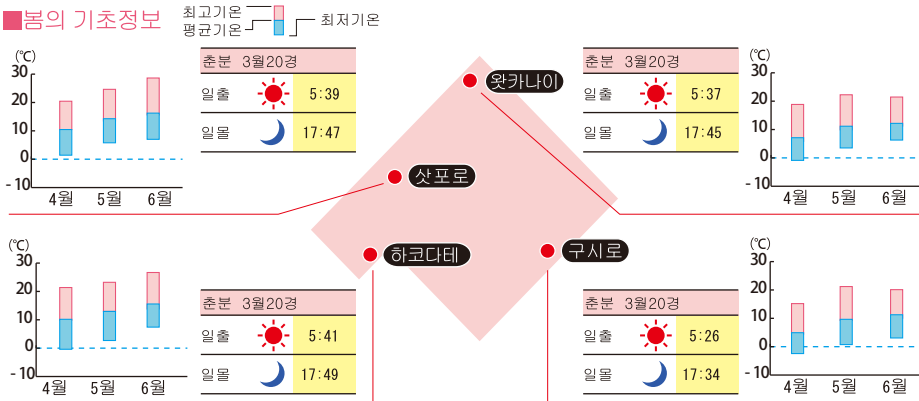 ■봄의 기초정보
최고기온
평균기온
최저기온
(℃)
30
20
10
0
-10
4월 5월 6월
춘분 3월20경
일출 5:39
일몰 17:47
왓카나이
춘분 3월20경
일출 5:37
일몰 17:45
(℃)
30
20
10
0
-10
4월 5월 6월
삿포로
하코다테
구시로
(℃)
30
20
10
0
-10
4월 5월 6월
춘분 3월20경
일출 5:41
일몰 17:49
춘분 3월20경
일출 5:26
일몰 17:34
(℃)
30
20
10
0
-10
4월 5월 6월